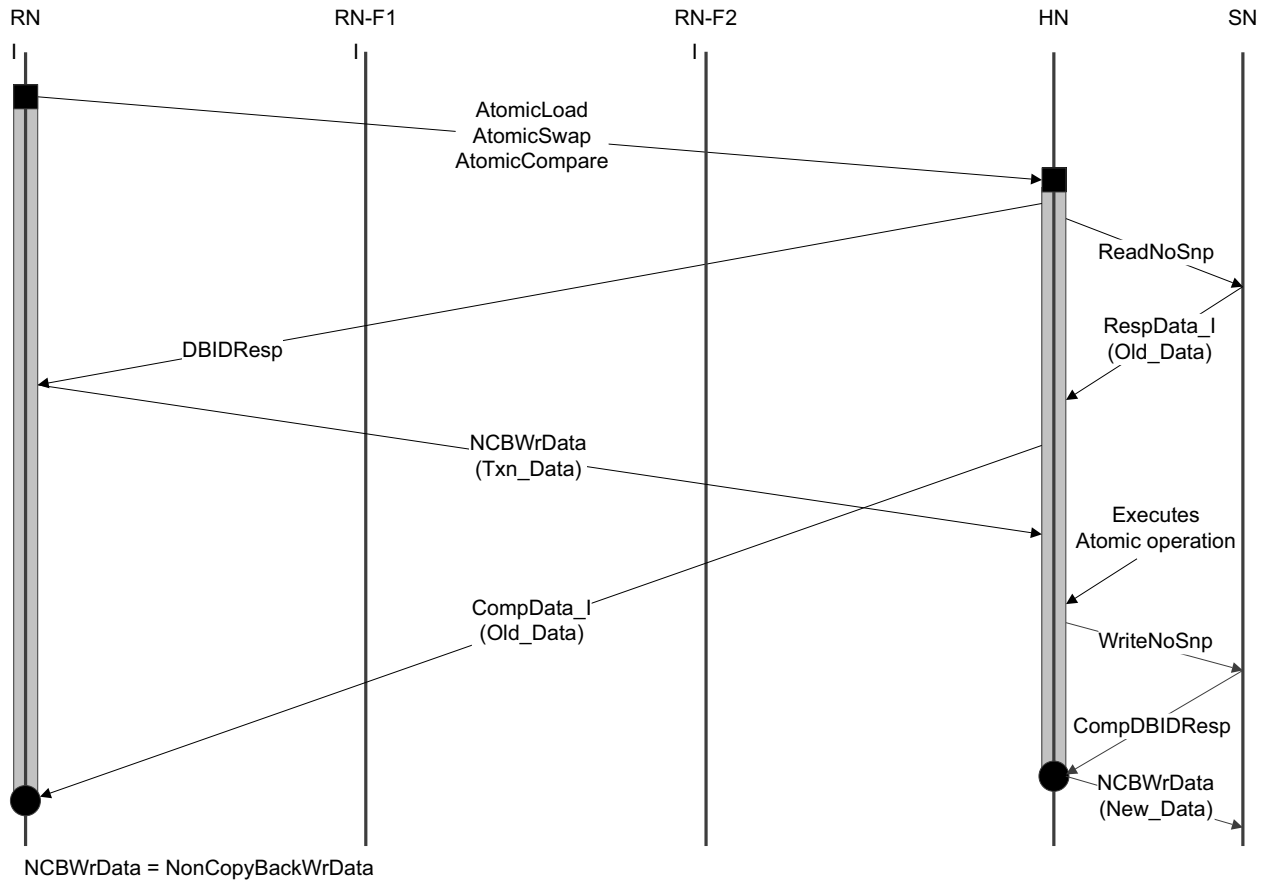 RN
RN-F1
RN-F2
HN
SN
I
I
I
AtomicLoad
AtomicSwap
AtomicCompare
ReadNoSnp
RespData_I
(Old_Data)
DBIDResp
NCBWrData
(Txn_Data)
Executes
Atomic operation
CompData_I
(Old_Data)
WriteNoSnp
CompDBIDResp
NCBWrData
(New_Data)
NCBWrData = NonCopyBackWrData